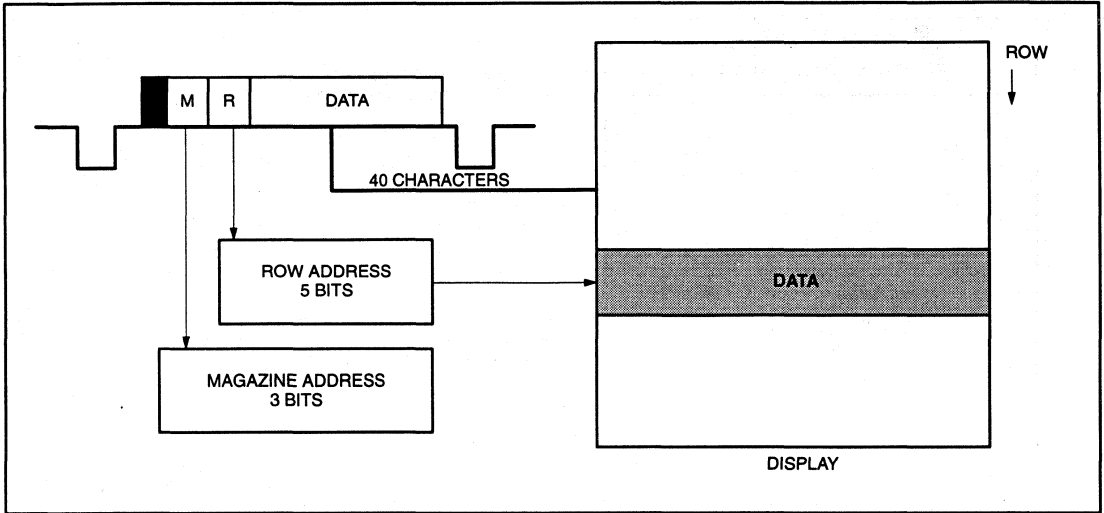 ROW
M R DATA
40 CHARACTERS
ROW ADDRESS
5 BITS
DATA
MAGAZINE ADDRESS
3 BITS
DISPLAY